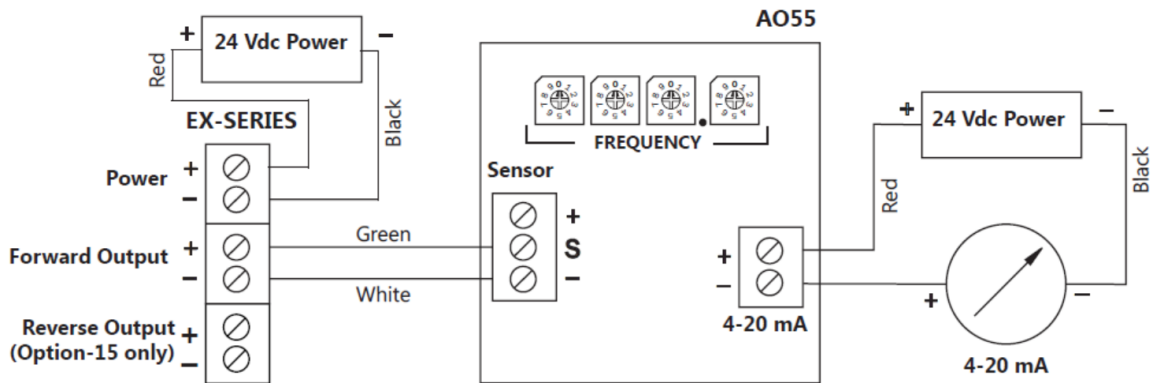 AO55
+ 24 Vdc Power −
Red
Black
EX-SERIES
Power + −
Forward Output + −
Reverse Output
(Option-15 only) + −
Green
White
FREQUENCY
Sensor
+
S
−
+
−
4-20 mA
+ 24 Vdc Power −
Red
Black
+ −
4-20 mA